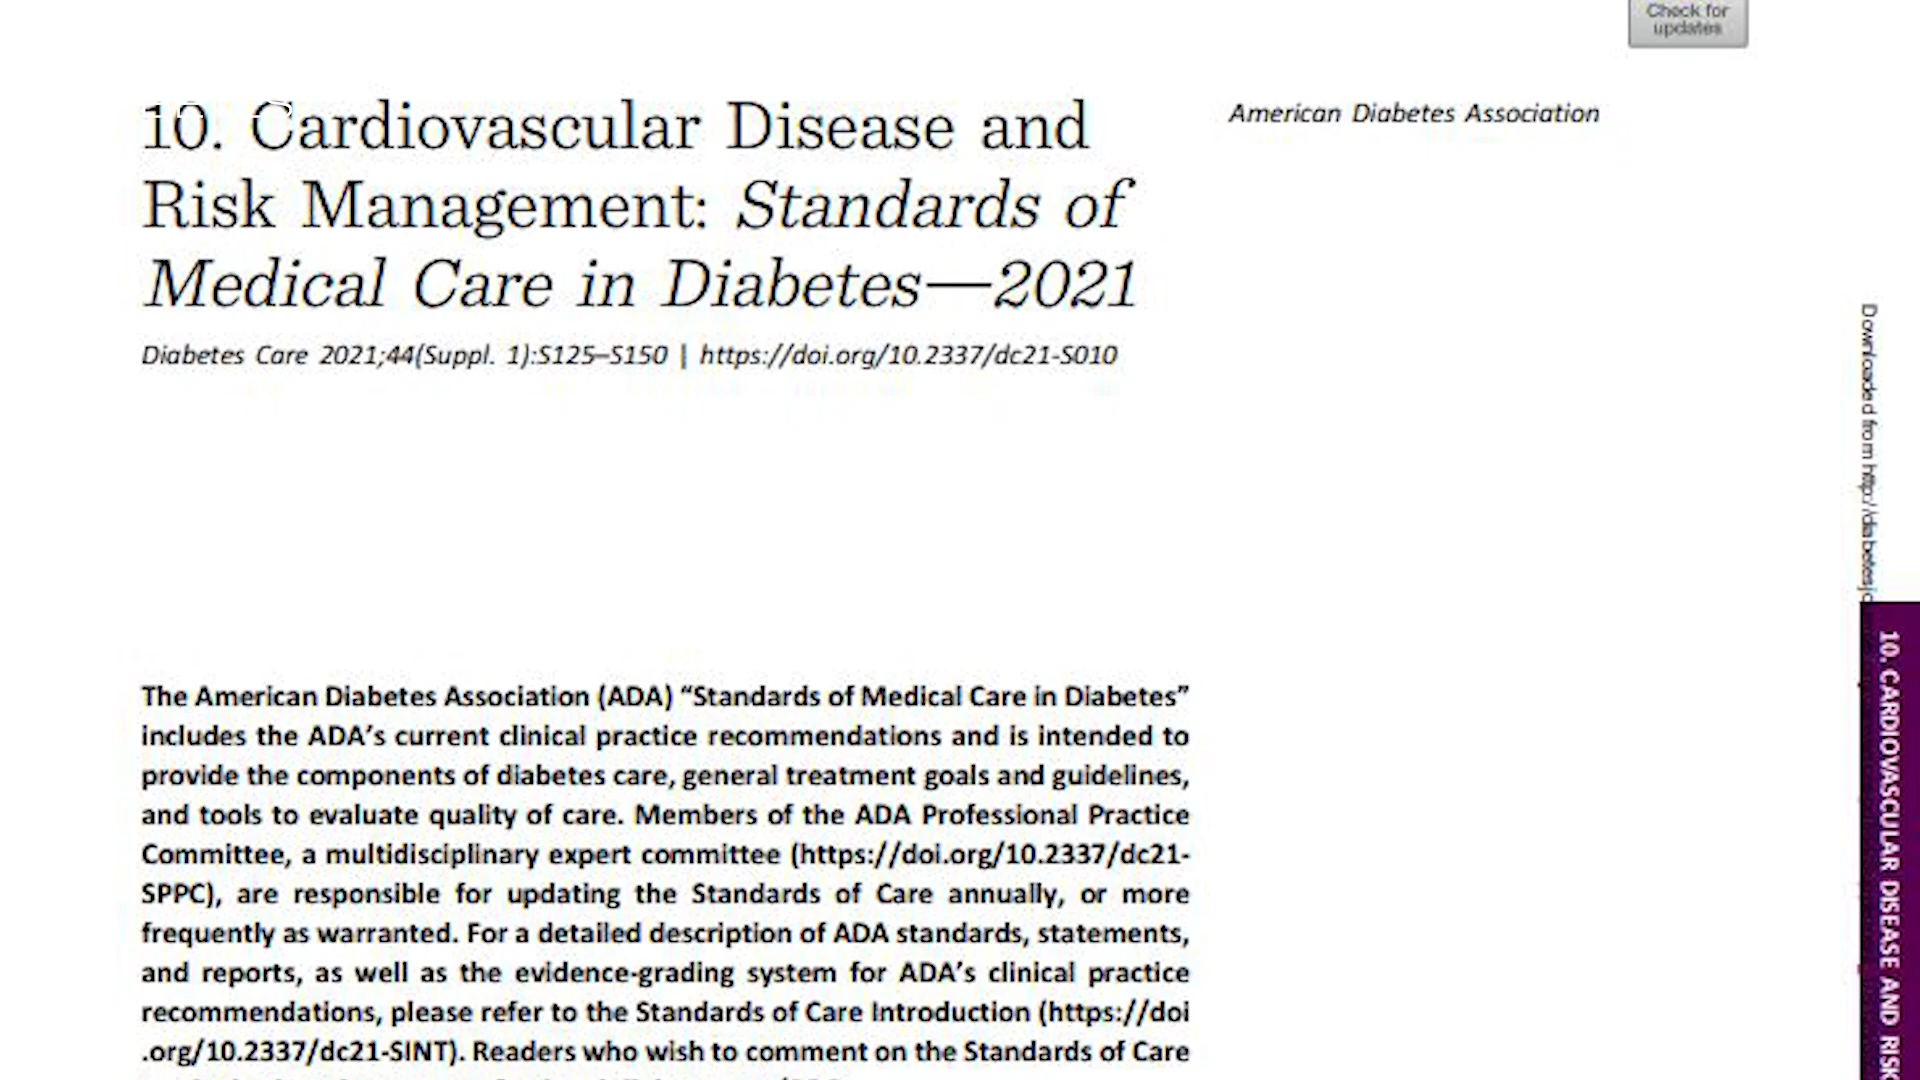 Check for
updates
10. Cardiovascular Disease and
Risk Management: Standards of
Medical Care in Diabetes—2021
American Diabetes Association
Diabetes Care 2021;44(Suppl. 1):S125–S150 | https://doi.org/10.2337/dc21-S010
The American Diabetes Association (ADA) “Standards of Medical Care in Diabetes”
includes the ADA’s current clinical practice recommendations and is intended to
provide the components of diabetes care, general treatment goals and guidelines,
and tools to evaluate quality of care. Members of the ADA Professional Practice
Committee, a multidisciplinary expert committee (https://doi.org/10.2337/dc21-
SPPC), are responsible for updating the Standards of Care annually, or more
frequently as warranted. For a detailed description of ADA standards, statements,
and reports, as well as the evidence-grading system for ADA’s clinical practice
recommendations, please refer to the Standards of Care Introduction (https://doi
.org/10.2337/dc21-SINT). Readers who wish to comment on the Standards of Care
Downloaded from http://diabetesjo
10. CARDIOVASCULAR DISEASE AND RISK